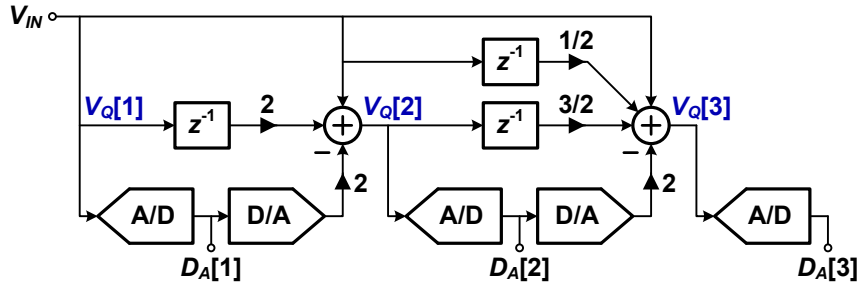 V_IN
1/2
z⁻¹
V_Q[1]
z⁻¹
2
+
V_Q[2]
z⁻¹
3/2
+
V_Q[3]
−
−
2
2
A/D
D/A
A/D
D/A
A/D
D_A[1]
D_A[2]
D_A[3]